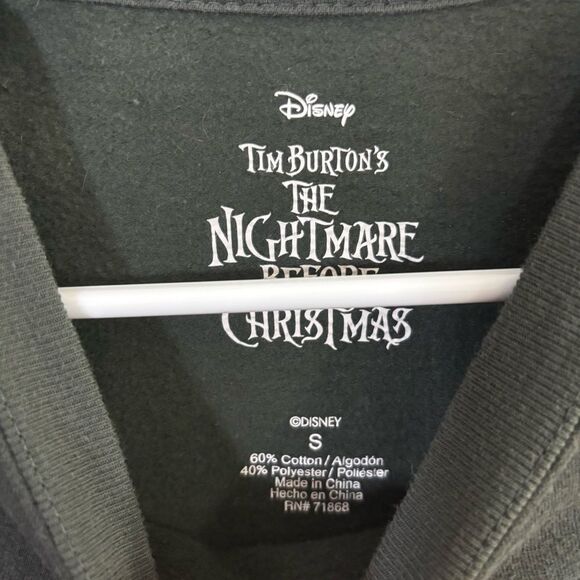 Disney
TIM BURTON'S
THE
NIGHTMARE
BEFORE
CHRISTMAS
©DISNEY
S
60% Cotton / Algodón
40% Polyester / Poliéster
Made in China
Hecho en China
RN# 71868